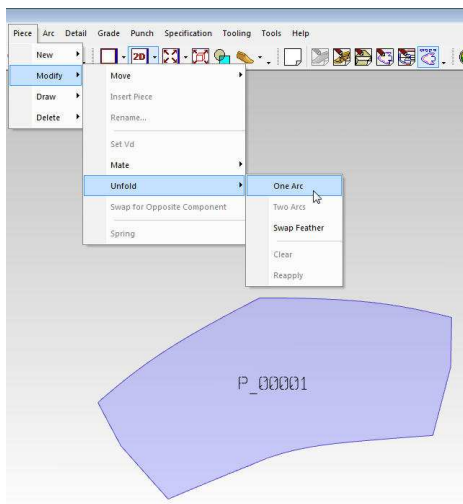 Piece Arc Detail Grade Punch Specification Tooling Tools Help
New
2D
Modify
Move
Draw
Insert Piece
Delete
Rename...
Set Vd
Mate
Unfold
One Arc
Swap for Opposite Component
Two Arcs
Spring
Swap Feather
Clear
Reapply
P_00001